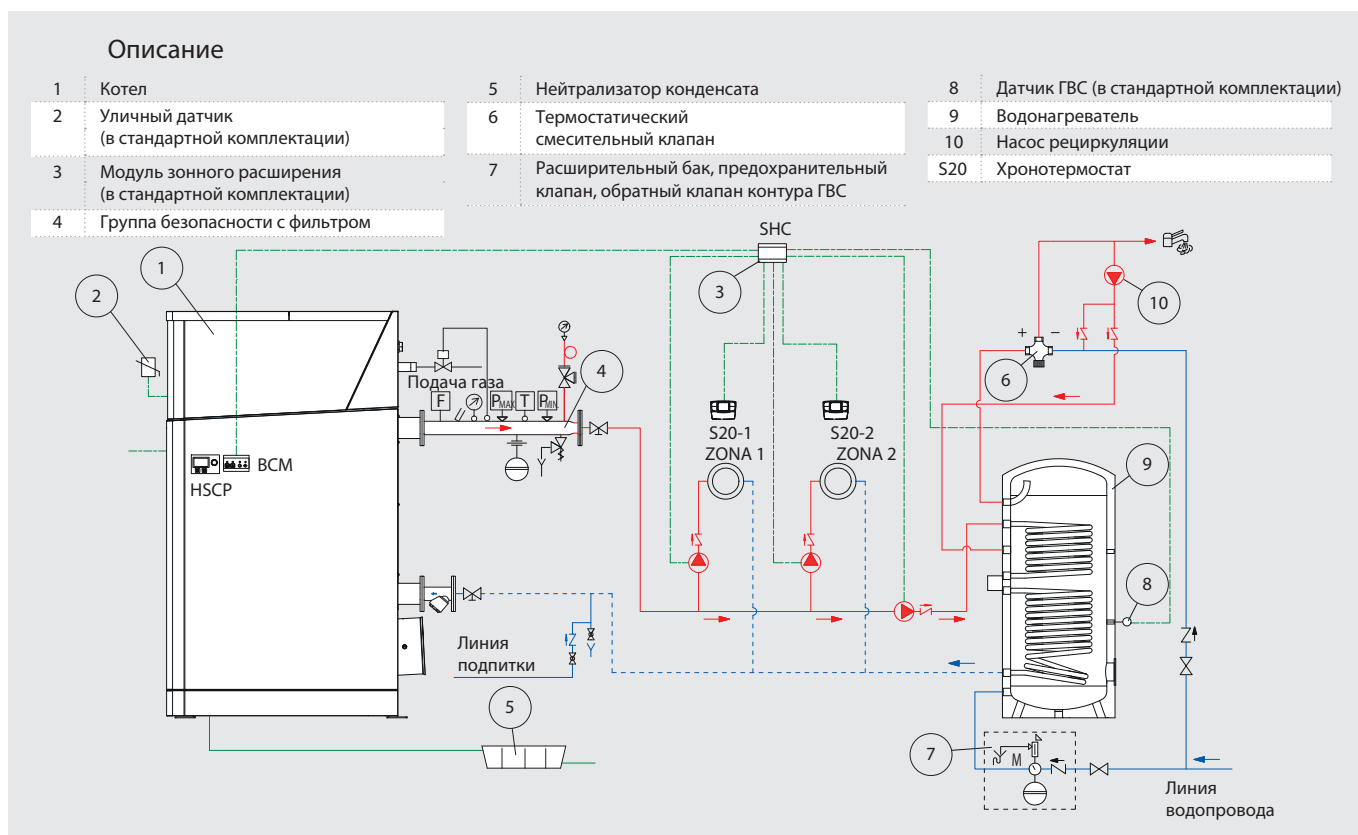 Описание
1 Котел
2 Уличный датчик
(в стандартной комплектации)
3 Модуль зонного расширения
(в стандартной комплектации)
4 Группа безопасности с фильтром
5 Нейтрализатор конденсата
6 Термостатический
смесительный клапан
7 Расширительный бак, предохранительный
клапан, обратный клапан контура ГВС
8 Датчик ГВС (в стандартной комплектации)
9 Водонагреватель
10 Насос рециркуляции
S20 Хронотермостат
SHC
1
2
3
10
+ −
6
Подача газа
4
F PMAX T PMIN
S20-1
ZONA 1
S20-2
ZONA 2
BCM
HSCP
9
8
Линия
подпитки
5
7
M
Линия
водопровода